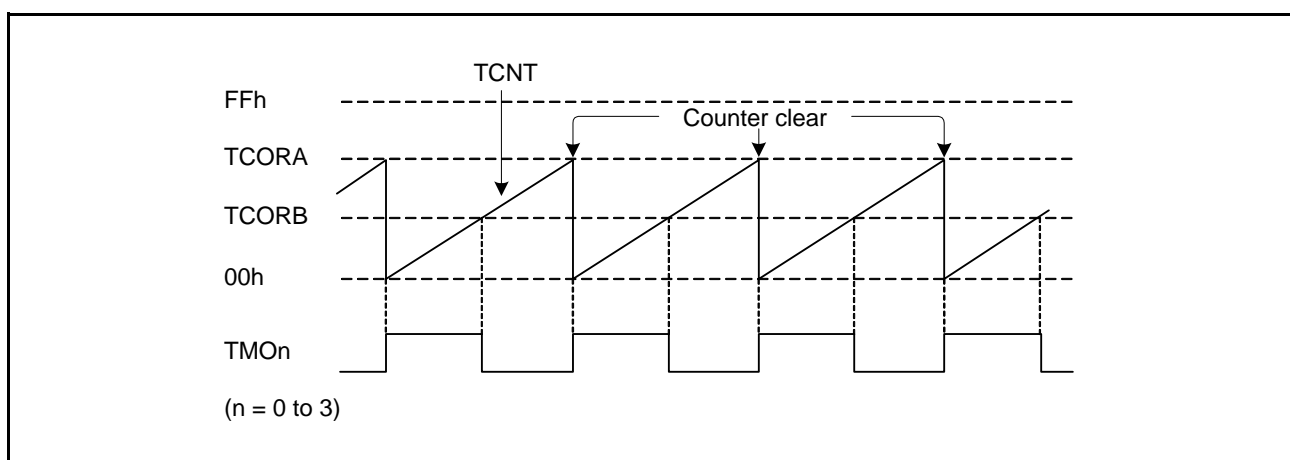 TCNT
FFh
Counter clear
TCORA
TCORB
00h
TMOn
(n = 0 to 3)